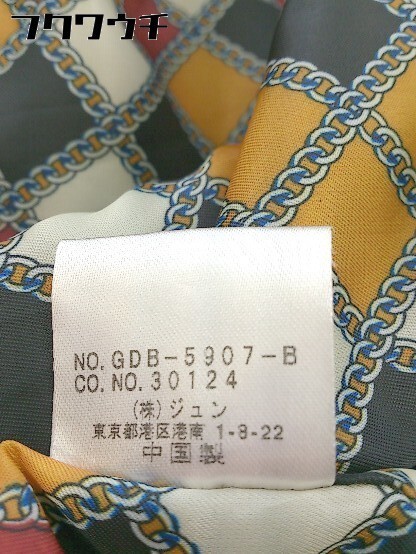 フクウクチ
NO.GDB-5907-B
CO.NO.30124
(株)ジュン
東京都港区港南 1-8-22
中国製